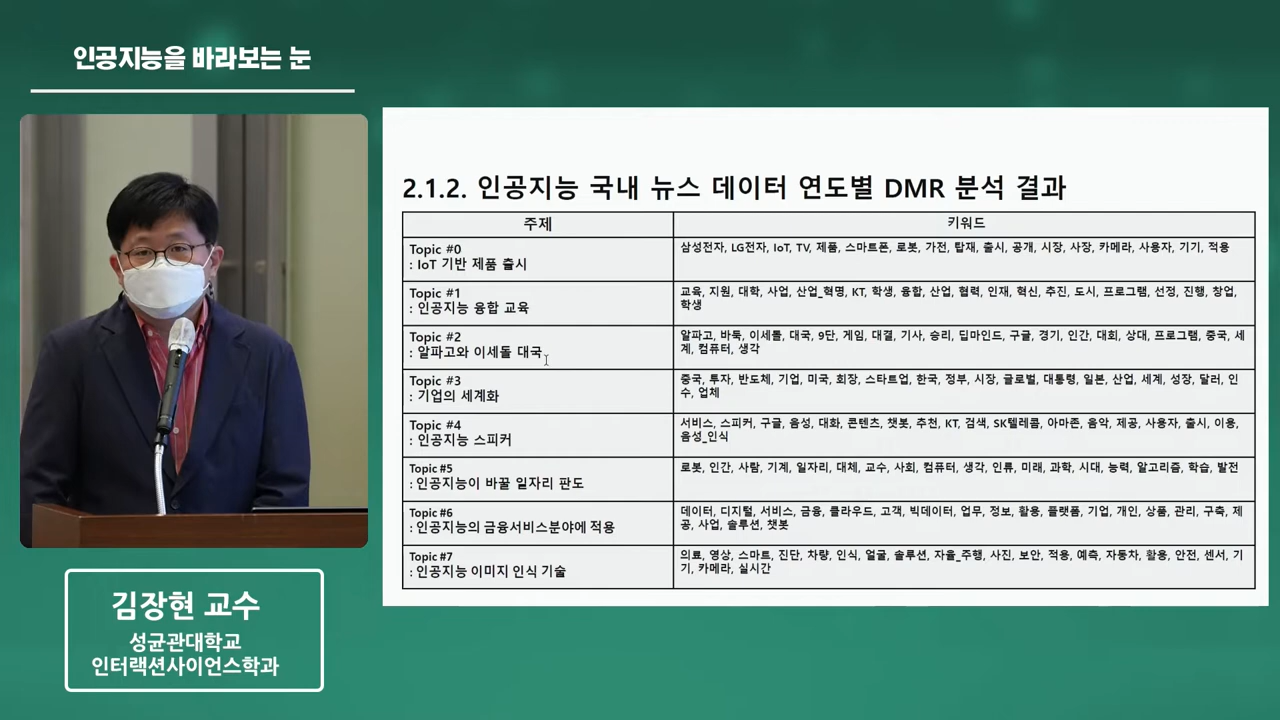 인공지능을 바라보는 눈
2.1.2. 인공지능 국내 뉴스 데이터 연도별 DMR 분석 결과
주제
키워드
Topic #0
: IoT 기반 제품 출시
삼성전자, LG전자, IoT, TV, 제품, 스마트폰, 로봇, 가전, 탑재, 출시, 공개, 시장, 사장, 카메라, 사용자, 기기, 적용
Topic #1
: 인공지능 융합 교육
교육, 지원, 대학, 사업, 산업_혁명, KT, 학생, 융합, 산업, 협력, 인재, 혁신, 추진, 도시, 프로그램, 선정, 진행, 창업,
학생
Topic #2
: 알파고와 이세돌 대국
알파고, 바둑, 이세돌, 대국, 9단, 게임, 대결, 기사, 승리, 딥마인드, 구글, 경기, 인간, 대회, 상대, 프로그램, 중국, 세
계, 컴퓨터, 생각
Topic #3
: 기업의 세계화
중국, 투자, 반도체, 기업, 미국, 회장, 스타트업, 한국, 정부, 시장, 글로벌, 대통령, 일본, 산업, 세계, 성장, 달러, 인
수, 업체
Topic #4
: 인공지능 스피커
서비스, 스피커, 구글, 음성, 대화, 콘텐츠, 챗봇, 추천, KT, 검색, SK텔레콤, 아마존, 음악, 제공, 사용자, 출시, 이용,
음성_인식
Topic #5
: 인공지능이 바꿀 일자리 판도
로봇, 인간, 사람, 기계, 일자리, 대체, 교수, 사회, 컴퓨터, 생각, 인류, 미래, 과학, 시대, 능력, 알고리즘, 학습, 발전
Topic #6
: 인공지능의 금융서비스분야에 적용
데이터, 디지털, 서비스, 금융, 클라우드, 고객, 빅데이터, 업무, 정보, 활용, 플랫폼, 기업, 개인, 상품, 관리, 구축, 제
공, 사업, 솔루션, 챗봇
Topic #7
: 인공지능 이미지 인식 기술
의료, 영상, 스마트, 진단, 차량, 인식, 얼굴, 솔루션, 자율_주행, 사진, 보안, 적용, 예측, 자동차, 활용, 안전, 센서, 기
기, 카메라, 실시간
김장현 교수
성균관대학교
인터랙션사이언스학과